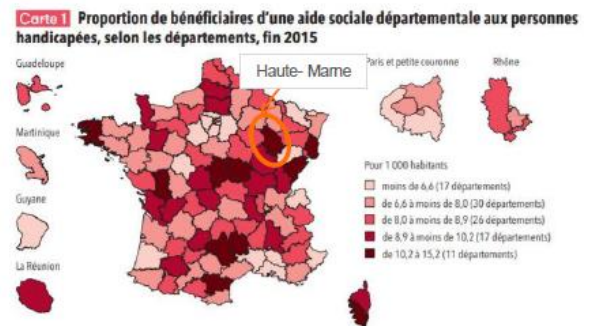 Carte 1 Proportion de bénéficiaires d'une aide sociale départementale aux personnes
handicapées, selon les départements, fin 2015
Guadeloupe
Haute- Marne
Paris et petite couronne
Rhône
Martinique
Guyane
La Réunion
Pour 1 000 habitants
moins de 6,6 (17 départements)
de 6,6 à moins de 8,0 (30 départements)
de 8,0 à moins de 8,9 (26 départements)
de 8,9 à moins de 10,2 (17 départements)
de 10,2 à 15,2 (11 départements)